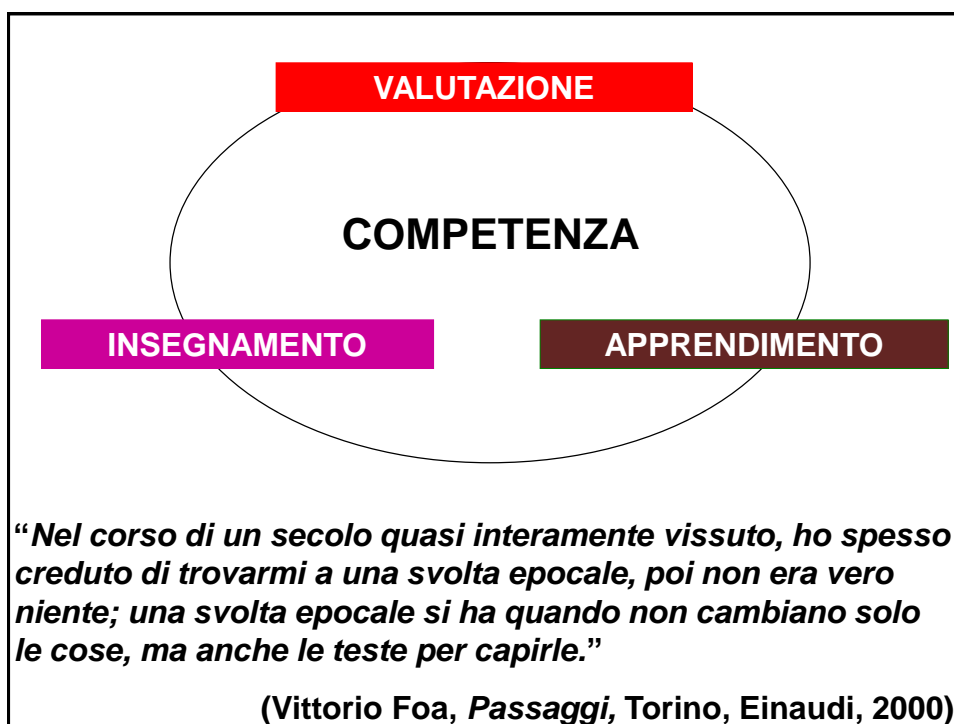 VALUTAZIONE
COMPETENZA
INSEGNAMENTO
APPRENDIMENTO
“Nel corso di un secolo quasi interamente vissuto, ho spesso
creduto di trovarmi a una svolta epocale, poi non era vero
niente; una svolta epocale si ha quando non cambiano solo
le cose, ma anche le teste per capirle.”
(Vittorio Foa, Passaggi, Torino, Einaudi, 2000)